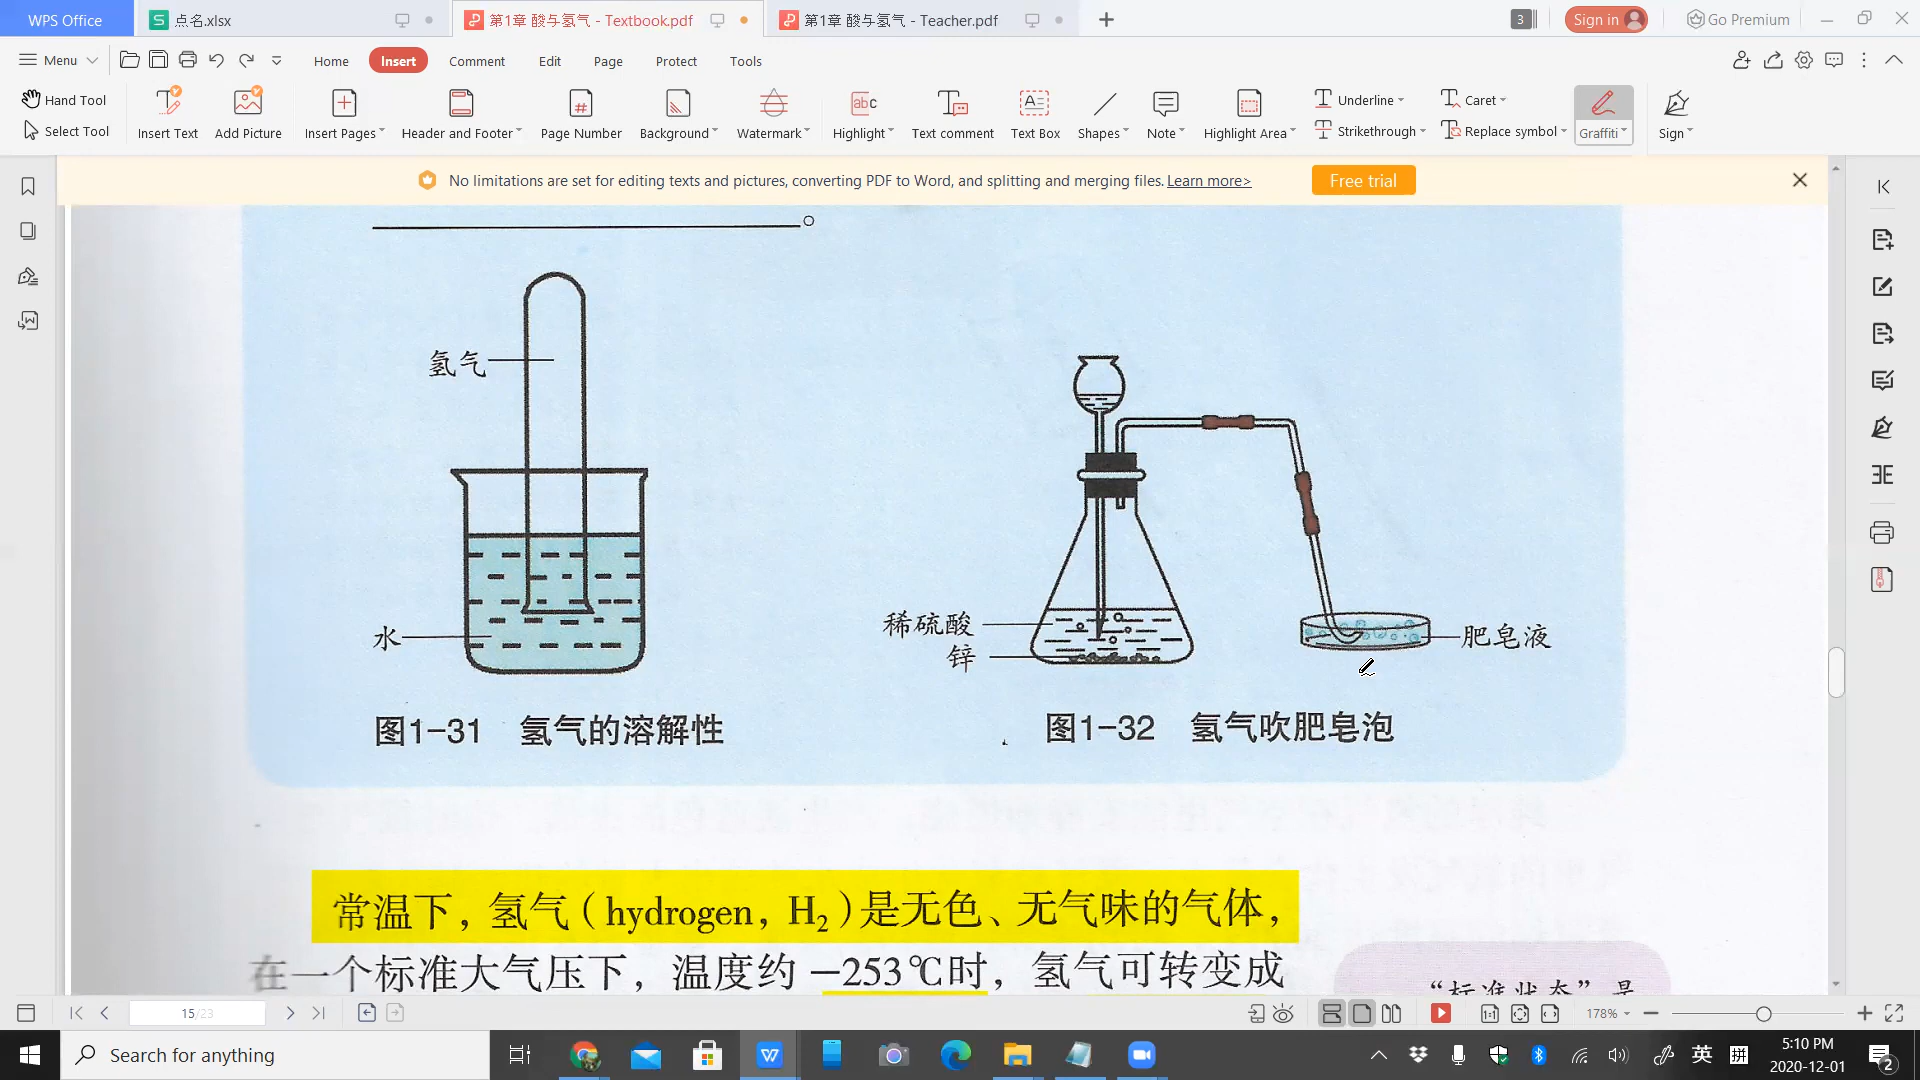 WPS Office
点名.xlsx
第1章 酸与氢气 - Textbook.pdf
第1章 酸与氢气 - Teacher.pdf
3
Sign in
Go Premium
Menu
Home
Insert
Comment
Edit
Page
Protect
Tools
Hand Tool
Select Tool
Insert Text
Add Picture
Insert Pages
Header and Footer
Page Number
Background
Watermark
Highlight
Text comment
Text Box
Shapes
Note
Highlight Area
Underline
Strikethrough
Caret
Replace symbol
Graffiti
Sign
No limitations are set for editing texts and pictures, converting PDF to Word, and splitting and merging files. Learn more>
Free trial
氢气
水
图1-31 氢气的溶解性
稀硫酸
锌
肥皂液
图1-32 氢气吹肥皂泡
常温下，氢气（hydrogen，H₂）是无色、无气味的气体，
在一个标准大气压下，温度约 −253℃时，氢气可转变成
“标准状态”是
15/23
178%
Search for anything
英
拼
5:10 PM
2020-12-01
2